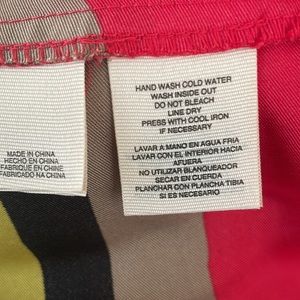 MADE IN CHINA
HECHO EN CHINA
FABRIQUE EN CHINE
FABRICADO NA CHINA
HAND WASH COLD WATER
WASH INSIDE OUT
DO NOT BLEACH
LINE DRY
PRESS WITH COOL IRON
IF NECESSARY
LAVAR A MANO EN AGUA FRIA
LAVAR CON EL INTERIOR HACIA
AFUERA
NO UTILIZAR BLANQUEADOR
SECAR EN CUERDA
PLANCHAR CON PLANCHA TIBIA
SI ES NECESARIO